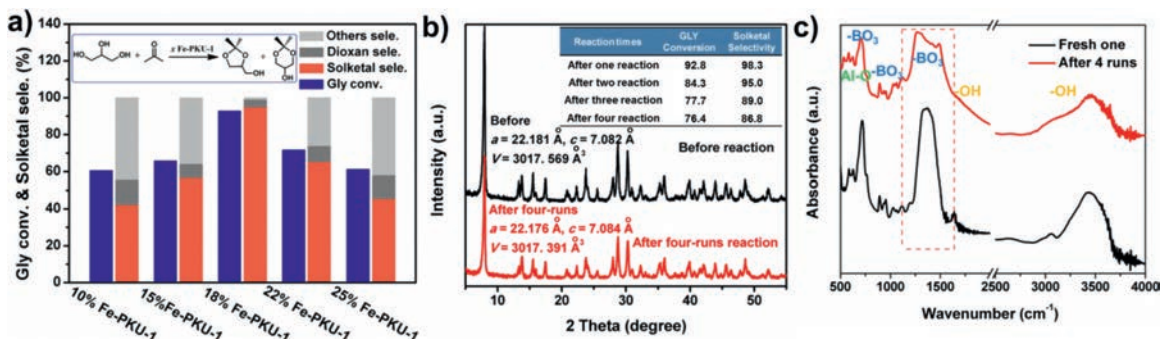 a)
Gly conv. & Solketal sele. (%)
140
120
100
80
60
40
20
0
HO
OH
OH
+
O
x Fe-PKU-1
O
O
OH
+
O
O
OH
Others sele.
Dioxan sele.
Solketal sele.
Gly conv.
10% Fe-PKU-1
15%Fe-PKU-1
18% Fe-PKU-1
22% Fe-PKU-1
25% Fe-PKU-1
b)
Intensity (a.u.)
Reaction times GLY Conversion Solketal Selectivity
After one reaction 92.8 98.3
After two reaction 84.3 95.0
After three reaction 77.7 89.0
After four reaction 76.4 86.8
Before
a = 22.181 Å, c = 7.082 Å
V = 3017. 569 Å3
Before reaction
After four-runs
a = 22.176 Å, c = 7.084 Å
V = 3017. 391 Å3
After four-runs reaction
10 20 30 40 50
2 Theta (degree)
c)
Absorbance (a.u.)
-BO3
Al-O
-BO3
-BO3
-OH
-OH
Fresh one
After 4 runs
500 1000 1500 2500 3000 3500 4000
Wavenumber (cm-1)